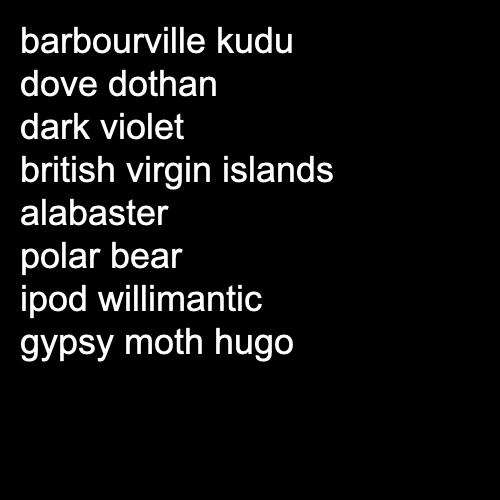 barbourville kudu
dove dothan
dark violet
british virgin islands
alabaster
polar bear
ipod willimantic
gypsy moth hugo